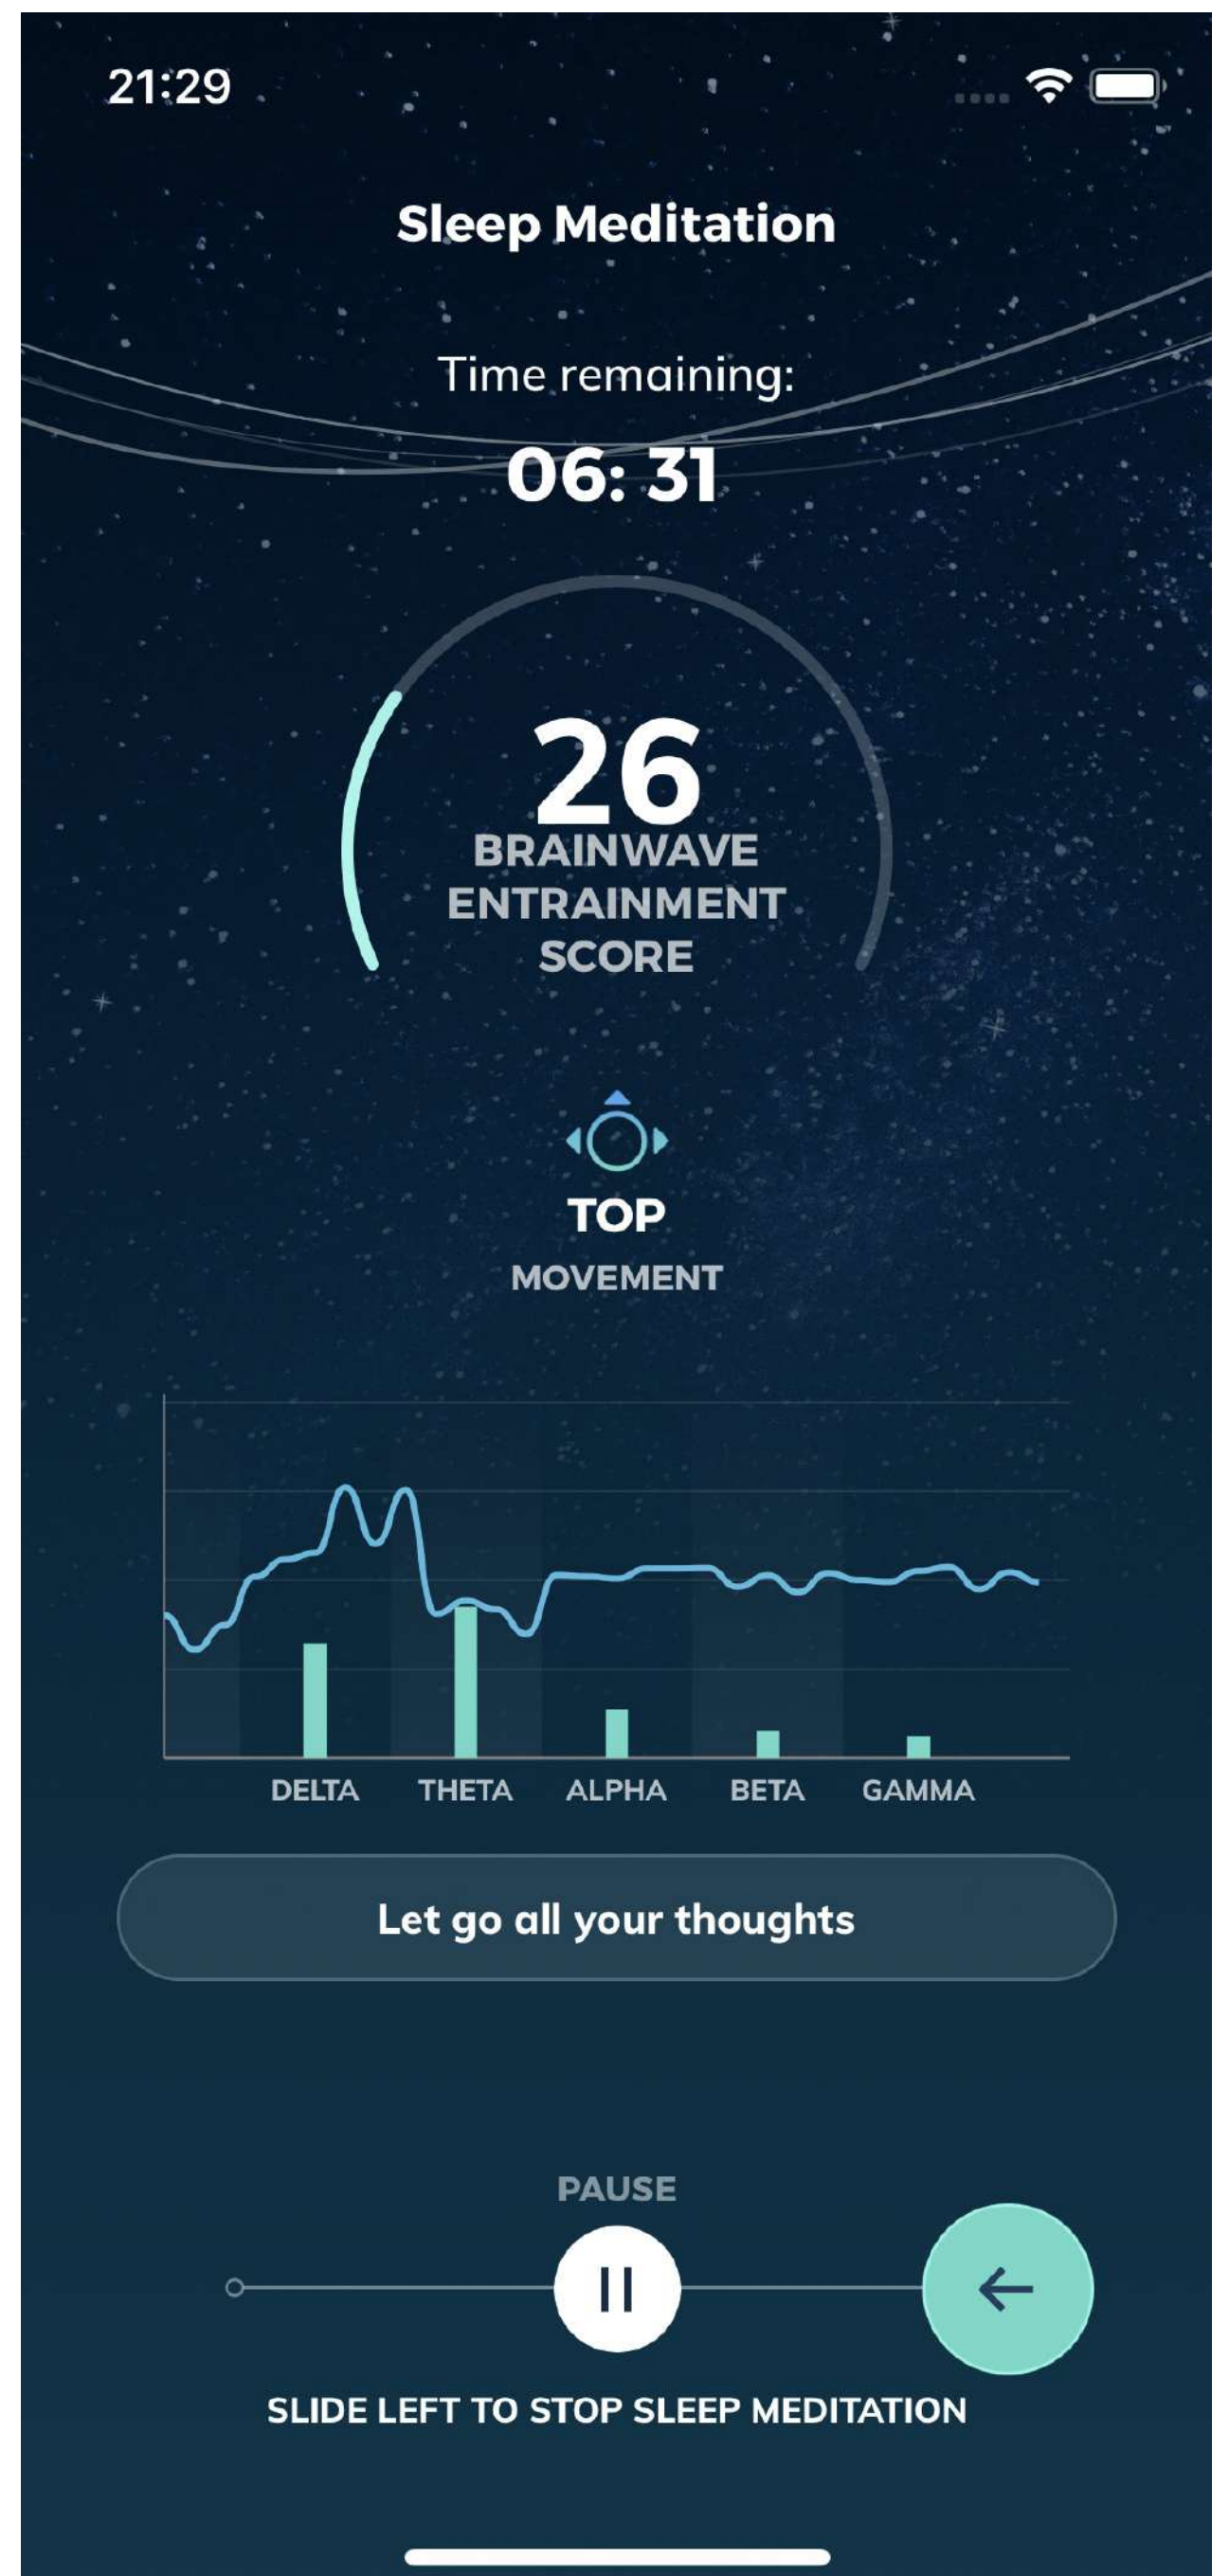 21:29
Sleep Meditation
Time remaining:
06: 31
26
BRAINWAVE
ENTRAINMENT
SCORE
TOP
MOVEMENT
DELTA THETA ALPHA BETA GAMMA
Let go all your thoughts
PAUSE
SLIDE LEFT TO STOP SLEEP MEDITATION